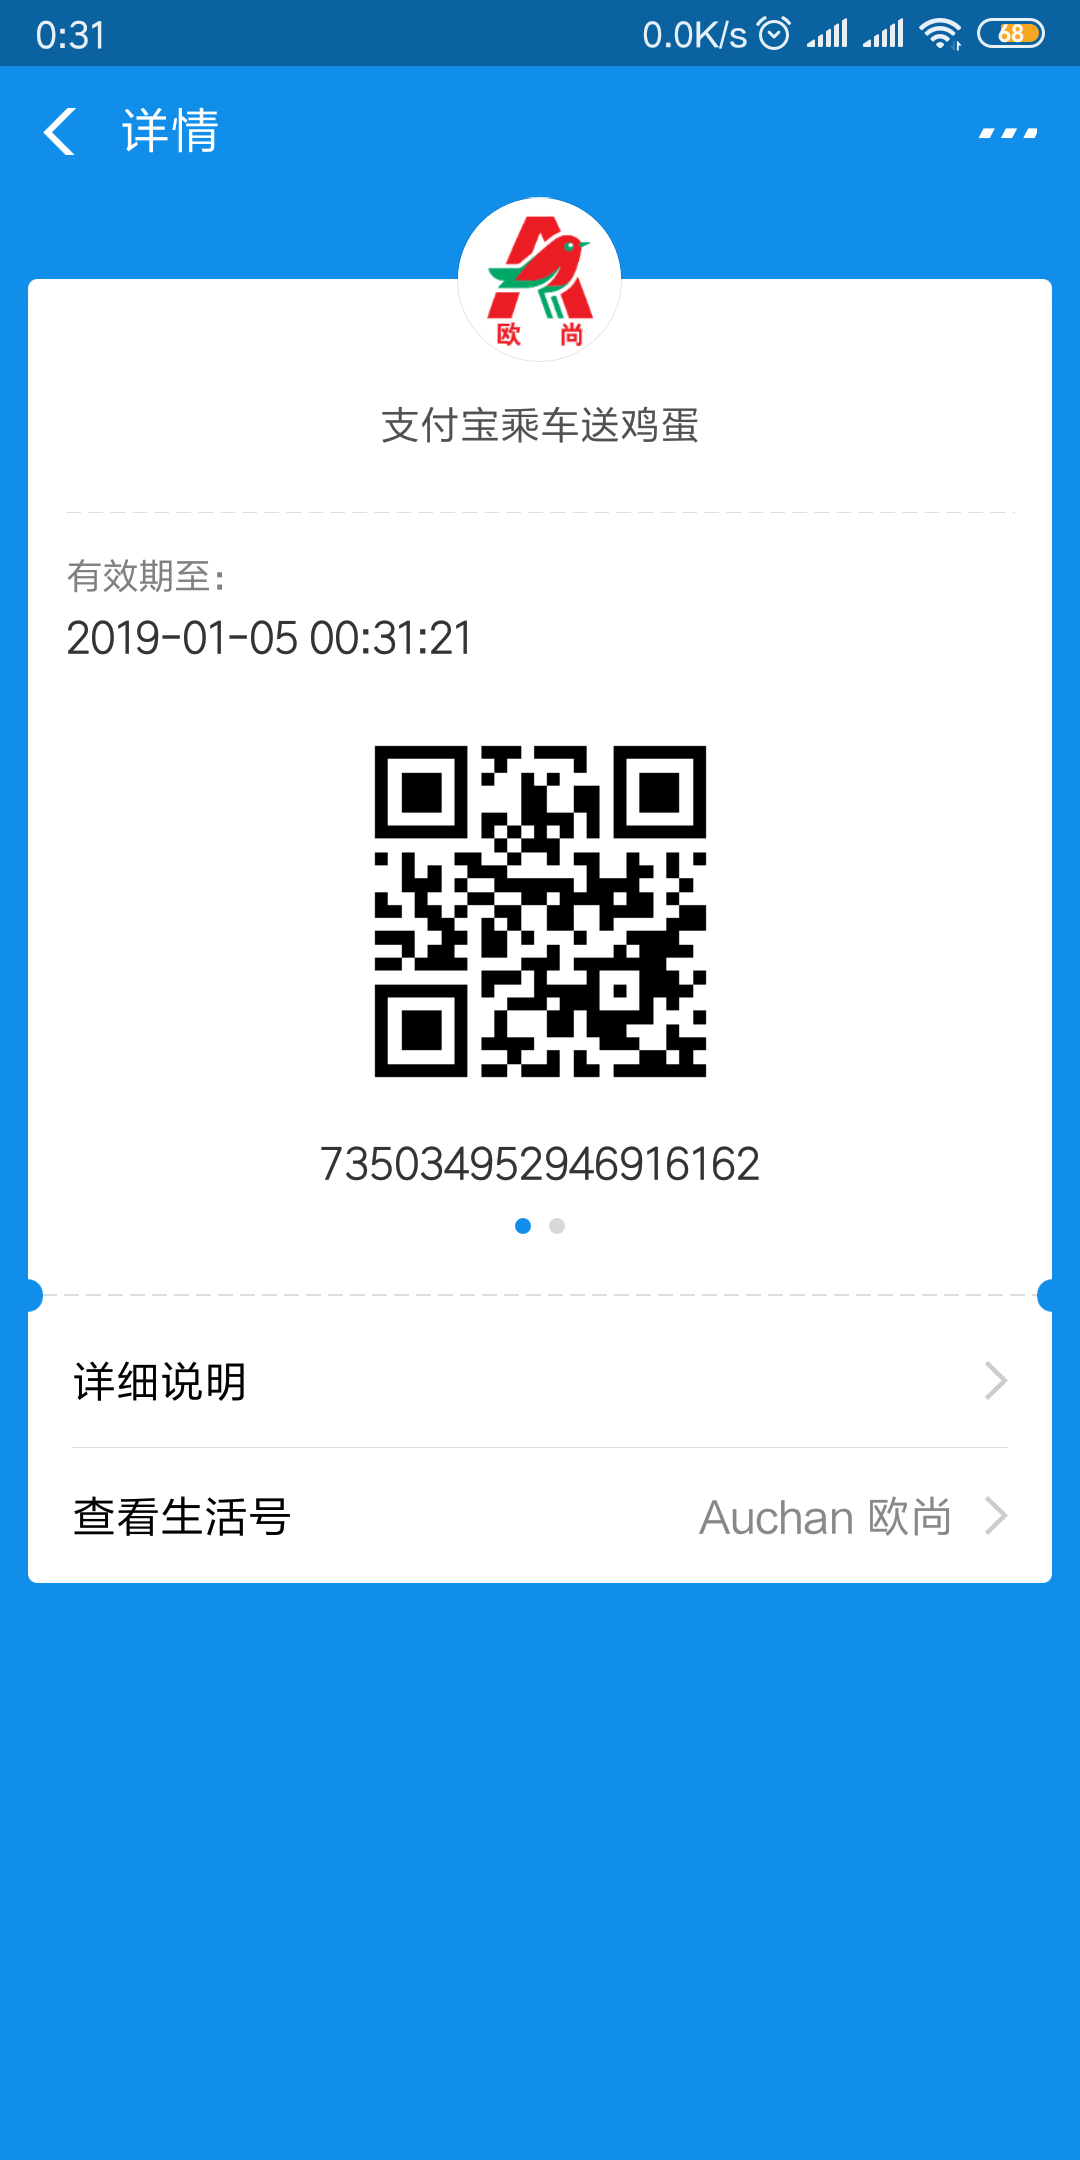 0:31 0.0K/s 68
详情
欧 尚
支付宝乘车送鸡蛋
有效期至：
2019-01-05 00:31:21
735034952946916162
详细说明
查看生活号 Auchan 欧尚